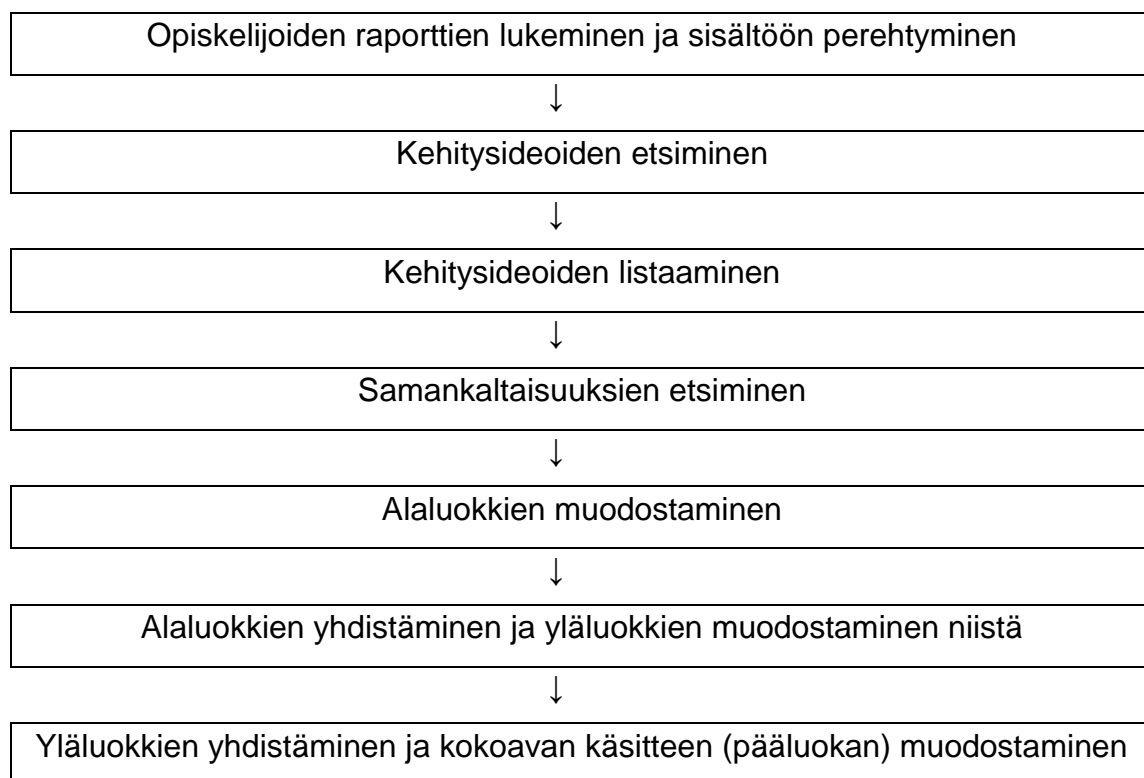 Opiskelijoiden raporttien lukeminen ja sisältöön perehtyminen
↓
Kehitysideoiden etsiminen
↓
Kehitysideoiden listaaminen
↓
Samankaltaisuuksien etsiminen
↓
Alaluokkien muodostaminen
↓
Alaluokkien yhdistäminen ja yläluokkien muodostaminen niistä
↓
Yläluokkien yhdistäminen ja kokoavan käsitteen (pääluokan) muodostaminen